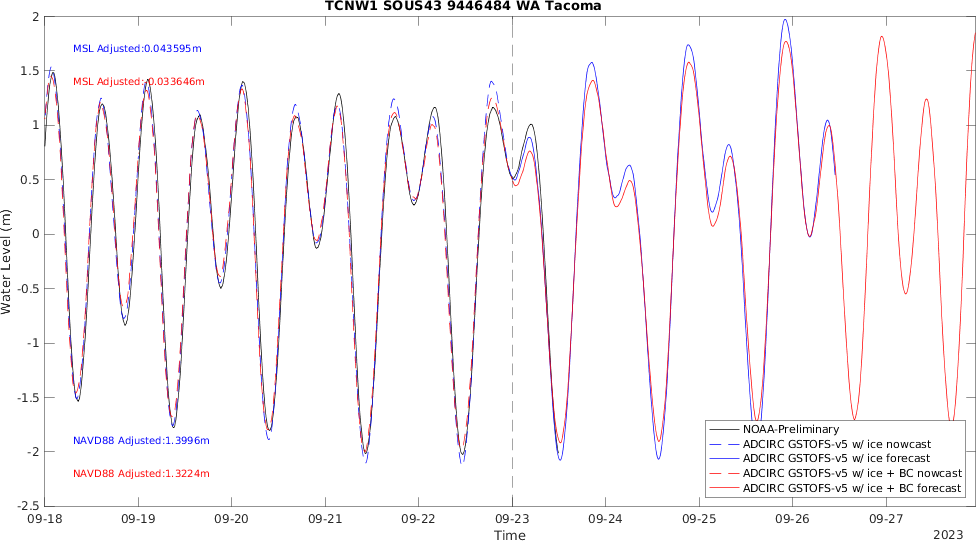 TCNW1 SOUS43 9446484 WA Tacoma
MSL Adjusted:0.043595m
MSL Adjusted:-0.033646m
NAVD88 Adjusted:1.3996m
NAVD88 Adjusted:1.3224m
Water Level (m)
2
1.5
1
0.5
0
-0.5
-1
-1.5
-2
-2.5
NOAA-Preliminary
ADCIRC GSTOFS-v5 w/ ice nowcast
ADCIRC GSTOFS-v5 w/ ice forecast
ADCIRC GSTOFS-v5 w/ ice + BC nowcast
ADCIRC GSTOFS-v5 w/ ice + BC forecast
09-18 09-19 09-20 09-21 09-22 09-23 09-24 09-25 09-26 09-27
Time
2023